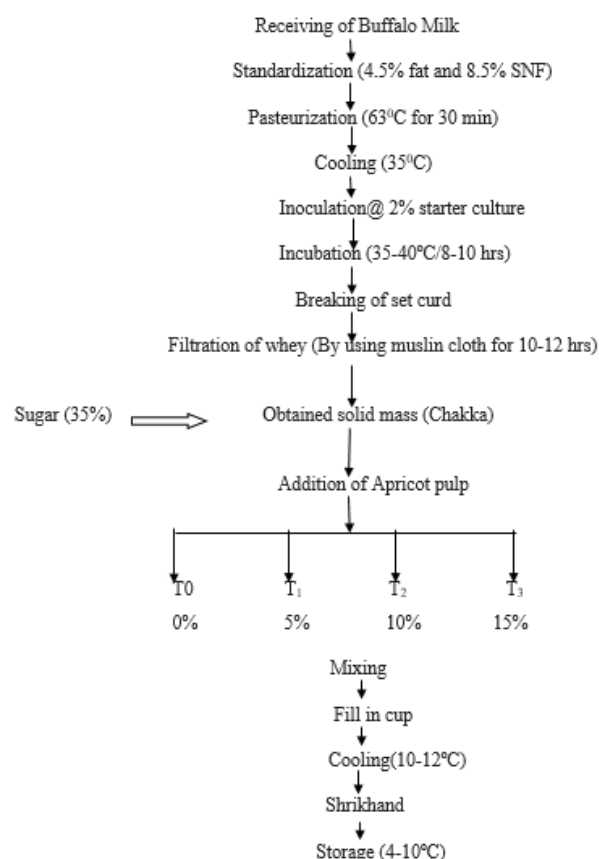 Receiving of Buffalo Milk
Standardization (4.5% fat and 8.5% SNF)
Pasteurization (63⁰C for 30 min)
Cooling (35⁰C)
Inoculation@ 2% starter culture
Incubation (35-40ºC/8-10 hrs)
Breaking of set curd
Filtration of whey (By using muslin cloth for 10-12 hrs)
Sugar (35%) Obtained solid mass (Chakka)
Addition of Apricot pulp
T0 T₁ T₂ T₃
0% 5% 10% 15%
Mixing
Fill in cup
Cooling(10-12ºC)
Shrikhand
Storage (4-10ºC)